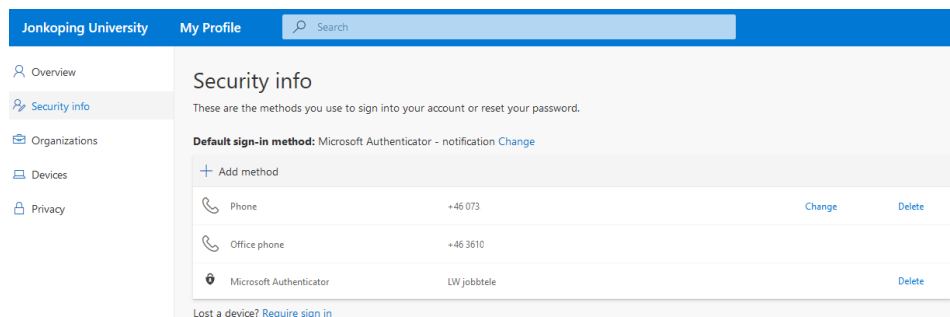 Jonkoping University My Profile Search
Overview
Security info
Organizations
Devices
Privacy
Security info
These are the methods you use to sign into your account or reset your password.
Default sign-in method: Microsoft Authenticator - notification Change
+ Add method
Phone +46 073 Change Delete
Office phone +46 3610
Microsoft Authenticator LW jobbtele Delete
Lost a device? Require sign in